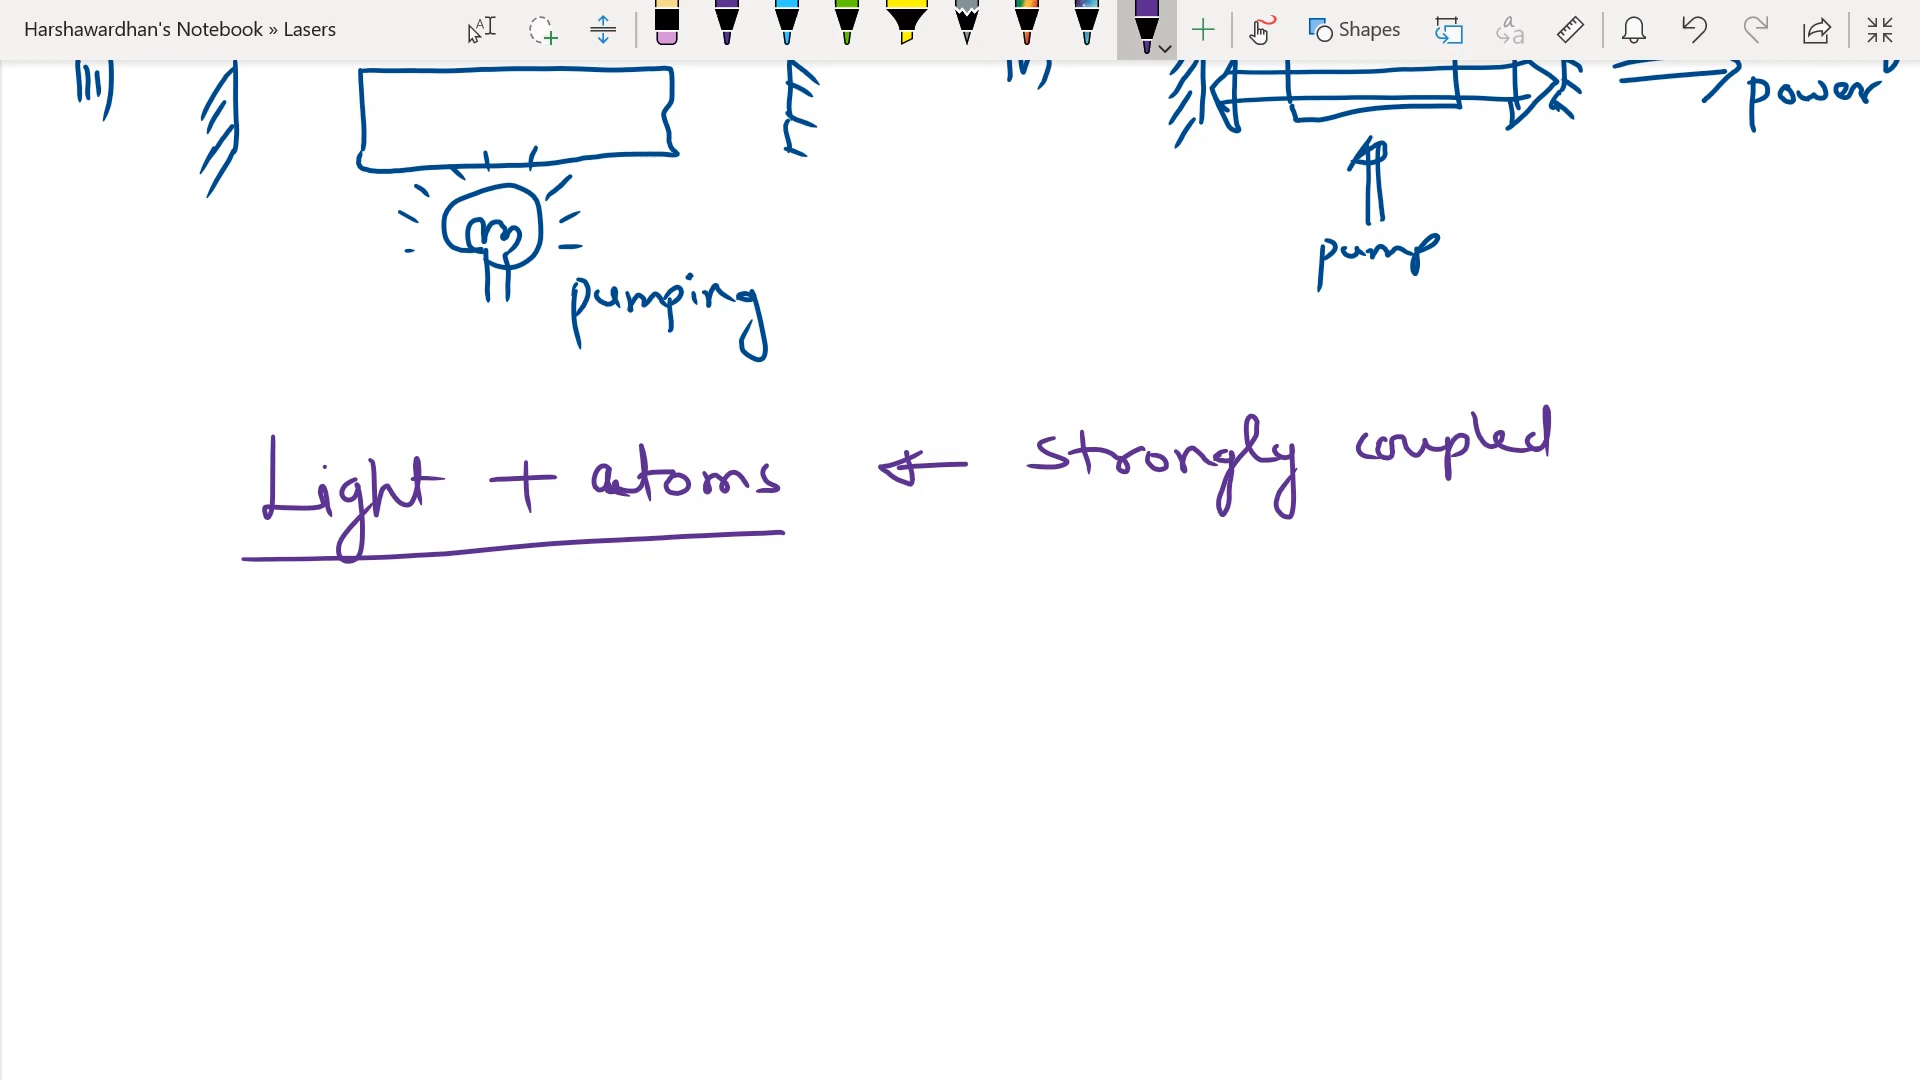 Harshawardhan's Notebook » Lasers
Shapes
power
pump
pumping
Light + atoms ← strongly coupled